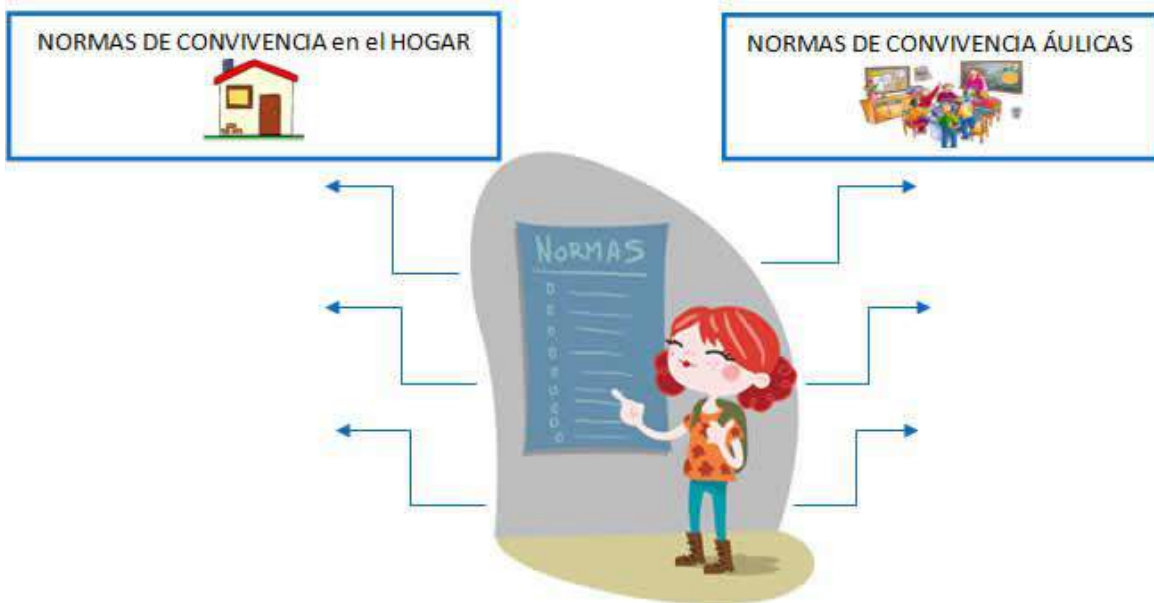 NORMAS DE CONVIVENCIA en el HOGAR
NORMAS DE CONVIVENCIA ÁULICAS
NORMAS